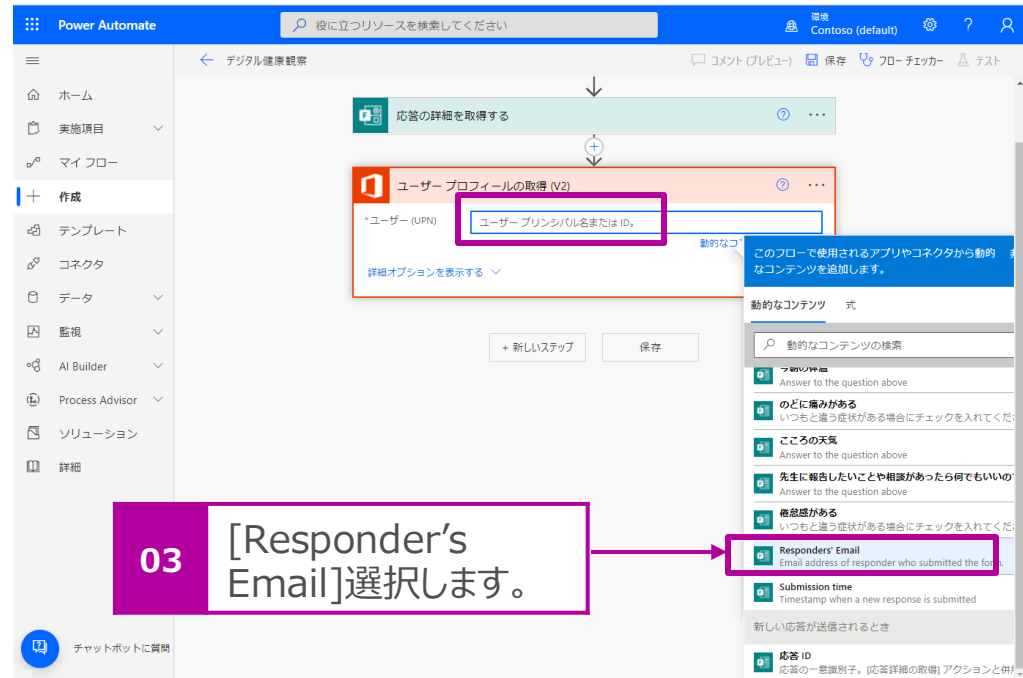 Power Automate
役に立つリソースを検索してください
環境
Contoso (default)
デジタル健康観察
コメント (プレビュー)
保存
フロー チェッカー
テスト
ホーム
実施項目
マイ フロー
作成
テンプレート
コネクタ
データ
監視
AI Builder
Process Advisor
ソリューション
詳細
チャットボットに質問
応答の詳細を取得する
ユーザー プロフィールの取得 (V2)
*ユーザー (UPN)
ユーザー プリンシパル名または ID。
動的なコ
詳細オプションを表示する
+ 新しいステップ
保存
このフローで使用されるアプリやコネクタから動的
なコンテンツを追加します。
動的なコンテンツ
式
動的なコンテンツの検索
今朝の体温
Answer to the question above
のどに痛みがある
いつもと違う症状がある場合にチェックを入れてくだ
こころの天気
Answer to the question above
先生に報告したいことや相談があったら何でもいいの
Answer to the question above
倦怠感がある
いつもと違う症状がある場合にチェックを入れてくだ
Responders' Email
Email address of responder who submitted the form.
Submission time
Timestamp when a new response is submitted
新しい応答が送信されるとき
応答 ID
応答の一意識別子。[応答詳細の取得] アクションと併
03
[Responder's
Email]選択します。